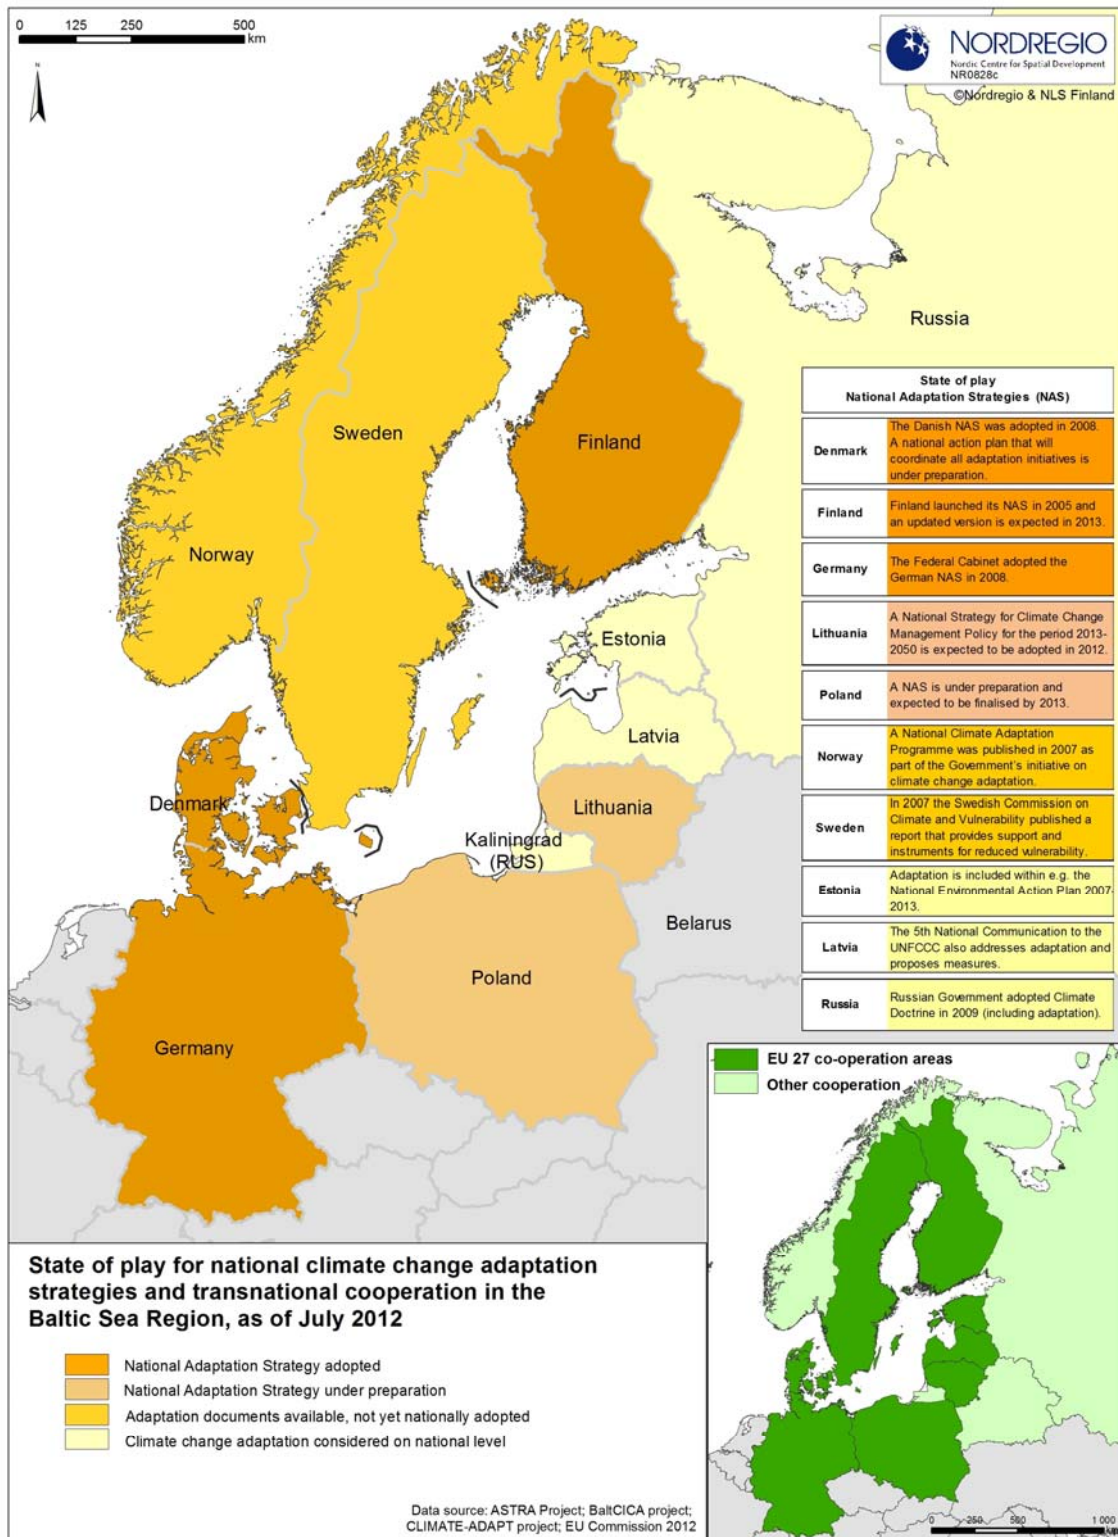 0 125 250 500
km
N
NORDREGIO
Nordic Centre for Spatial Development
NR0828c
©Nordregio & NLS Finland
Russia
Sweden
Finland
Norway
Estonia
Latvia
Denmark
Lithuania
Kaliningrad
(RUS)
Belarus
Poland
Germany
State of play
National Adaptation Strategies (NAS)
Denmark
The Danish NAS was adopted in 2008.
A national action plan that will
coordinate all adaptation initiatives is
under preparation.
Finland
Finland launched its NAS in 2005 and
an updated version is expected in 2013.
Germany
The Federal Cabinet adopted the
German NAS in 2008.
Lithuania
A National Strategy for Climate Change
Management Policy for the period 2013-
2050 is expected to be adopted in 2012.
Poland
A NAS is under preparation and
expected to be finalised by 2013.
Norway
A National Climate Adaptation
Programme was published in 2007 as
part of the Government's initiative on
climate change adaptation.
Sweden
In 2007 the Swedish Commission on
Climate and Vulnerability published a
report that provides support and
instruments for reduced vulnerability.
Estonia
Adaptation is included within e.g. the
National Environmental Action Plan 2007-
2013.
Latvia
The 5th National Communication to the
UNFCCC also addresses adaptation and
proposes measures.
Russia
Russian Government adopted Climate
Doctrine in 2009 (including adaptation).
EU 27 co-operation areas
Other cooperation
0 250 500 1 000
State of play for national climate change adaptation
strategies and transnational cooperation in the
Baltic Sea Region, as of July 2012
National Adaptation Strategy adopted
National Adaptation Strategy under preparation
Adaptation documents available, not yet nationally adopted
Climate change adaptation considered on national level
Data source: ASTRA Project; BaltCICA project;
CLIMATE-ADAPT project; EU Commission 2012